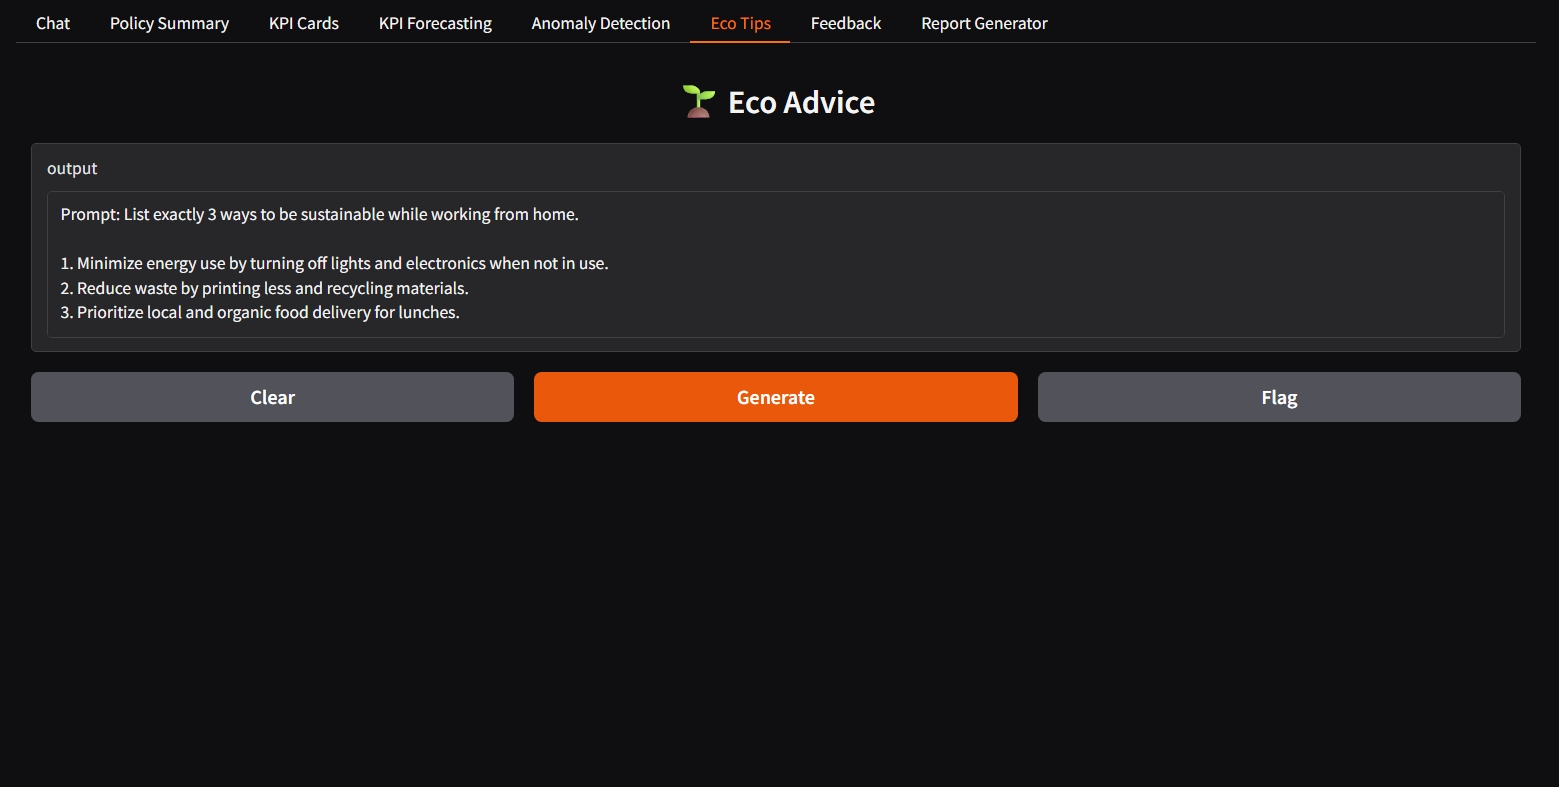 Chat Policy Summary KPI Cards KPI Forecasting Anomaly Detection Eco Tips Feedback Report Generator
Eco Advice
output
Prompt: List exactly 3 ways to be sustainable while working from home.
1. Minimize energy use by turning off lights and electronics when not in use.
2. Reduce waste by printing less and recycling materials.
3. Prioritize local and organic food delivery for lunches.
Clear Generate Flag